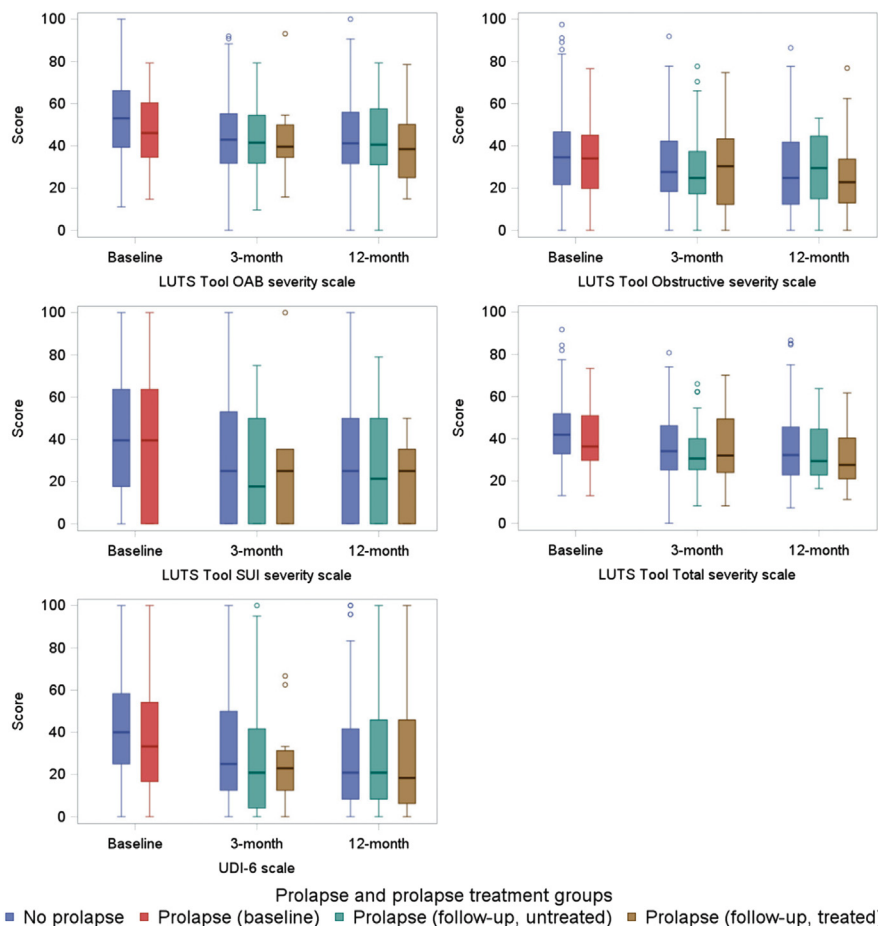 100
80
60
40
20
0
Score
Baseline 3-month 12-month
LUTS Tool OAB severity scale
100
80
60
40
20
0
Score
Baseline 3-month 12-month
LUTS Tool Obstructive severity scale
100
80
60
40
20
0
Score
Baseline 3-month 12-month
LUTS Tool SUI severity scale
100
80
60
40
20
0
Score
Baseline 3-month 12-month
LUTS Tool Total severity scale
100
80
60
40
20
0
Score
Baseline 3-month 12-month
UDI-6 scale
Prolapse and prolapse treatment groups
No prolapse Prolapse (baseline) Prolapse (follow-up, untreated) Prolapse (follow-up, treated)